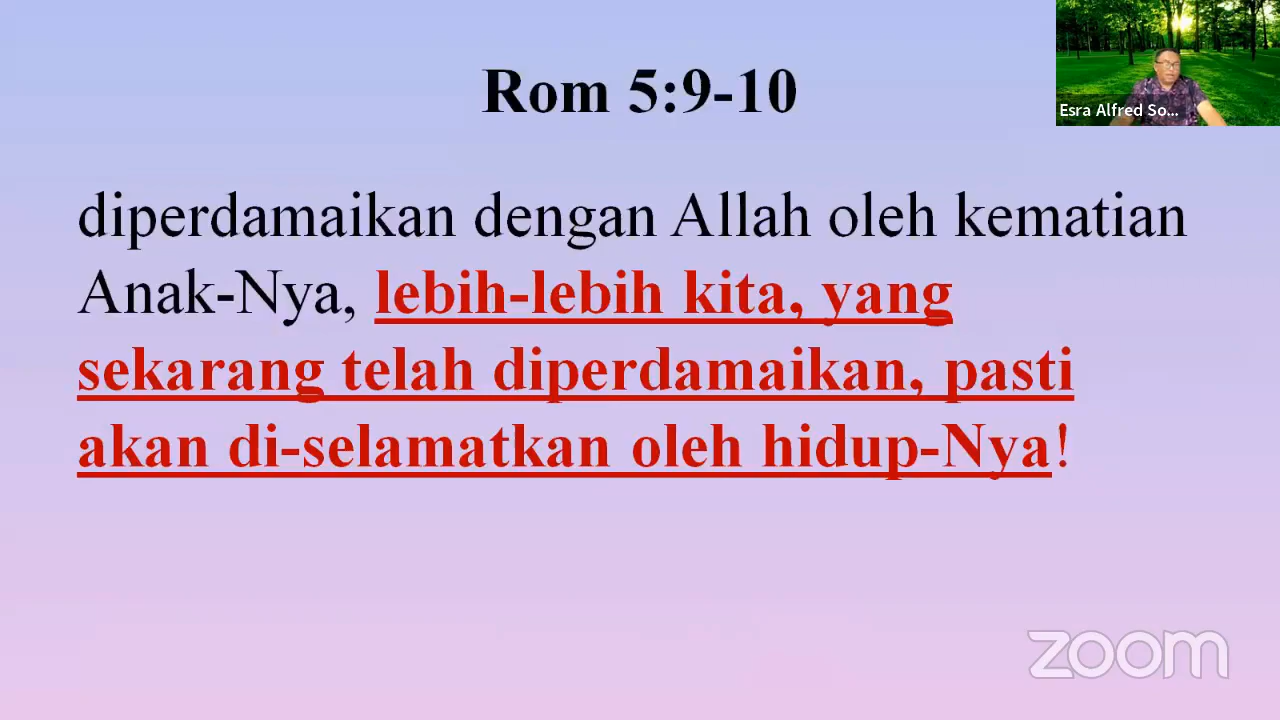 Rom 5:9-10
Esra Alfred So...
diperdamaikan dengan Allah oleh kematian
Anak-Nya, lebih-lebih kita, yang
sekarang telah diperdamaikan, pasti
akan di-selamatkan oleh hidup-Nya!
zoom